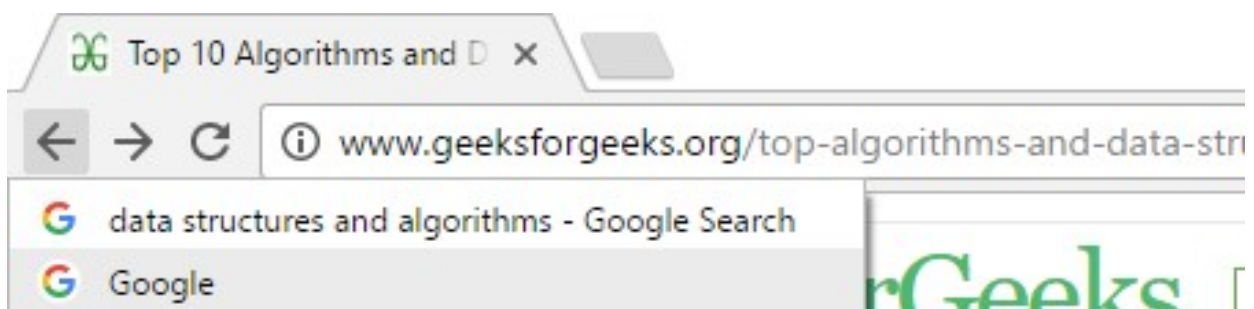 Top 10 Algorithms and D
www.geeksforgeeks.org/top-algorithms-and-data-stru
data structures and algorithms - Google Search
Google
rGeeks